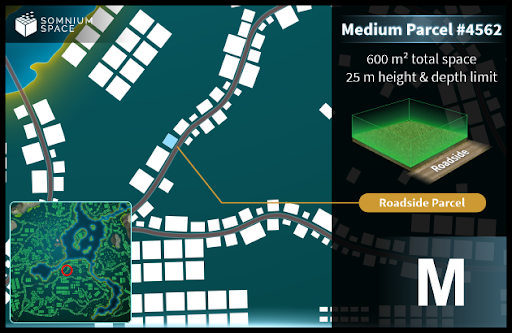 SOMNIUM
SPACE
Medium Parcel #4562
600 m² total space
25 m height & depth limit
Roadside
Roadside Parcel
M